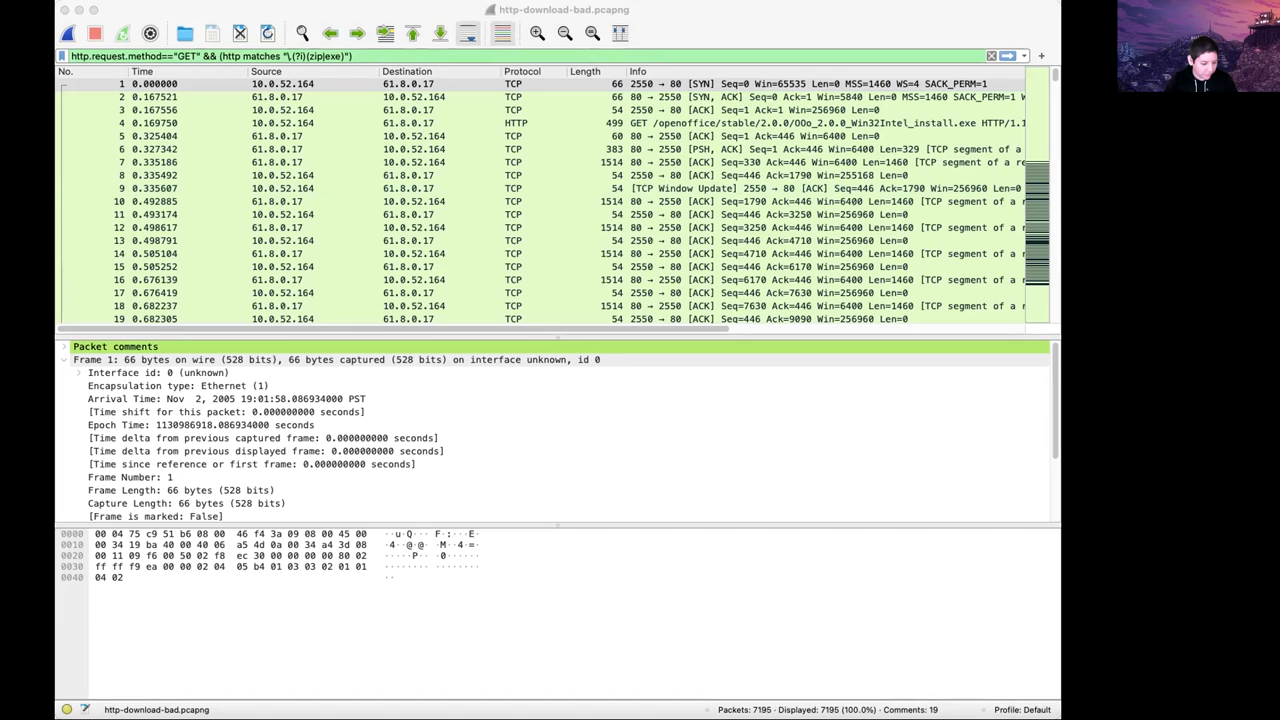 http-download-bad.pcapng
http.request.method=="GET" && (http matches "\.(?i)(zip|exe)")
No. Time Source Destination Protocol Length Info
1 0.000000 10.0.52.164 61.8.0.17 TCP 66 2550 → 80 [SYN] Seq=0 Win=65535 Len=0 MSS=1460 WS=4 SACK_PERM=1
2 0.167521 61.8.0.17 10.0.52.164 TCP 66 80 → 2550 [SYN, ACK] Seq=0 Ack=1 Win=5840 Len=0 MSS=1460 SACK_PERM=1 W
3 0.167556 10.0.52.164 61.8.0.17 TCP 54 2550 → 80 [ACK] Seq=1 Ack=1 Win=256960 Len=0
4 0.169750 10.0.52.164 61.8.0.17 HTTP 499 GET /openoffice/stable/2.0.0/OOo_2.0.0_Win32Intel_install.exe HTTP/1.1
5 0.325404 61.8.0.17 10.0.52.164 TCP 60 80 → 2550 [ACK] Seq=1 Ack=446 Win=6400 Len=0
6 0.327342 61.8.0.17 10.0.52.164 TCP 383 80 → 2550 [PSH, ACK] Seq=1 Ack=446 Win=6400 Len=329 [TCP segment of a
7 0.335186 61.8.0.17 10.0.52.164 TCP 1514 80 → 2550 [ACK] Seq=330 Ack=446 Win=6400 Len=1460 [TCP segment of a re
8 0.335492 10.0.52.164 61.8.0.17 TCP 54 2550 → 80 [ACK] Seq=446 Ack=1790 Win=255168 Len=0
9 0.335607 10.0.52.164 61.8.0.17 TCP 54 [TCP Window Update] 2550 → 80 [ACK] Seq=446 Ack=1790 Win=256960 Len=0
10 0.492885 61.8.0.17 10.0.52.164 TCP 1514 80 → 2550 [ACK] Seq=1790 Ack=446 Win=6400 Len=1460 [TCP segment of a r
11 0.493174 10.0.52.164 61.8.0.17 TCP 54 2550 → 80 [ACK] Seq=446 Ack=3250 Win=256960 Len=0
12 0.498617 61.8.0.17 10.0.52.164 TCP 1514 80 → 2550 [ACK] Seq=3250 Ack=446 Win=6400 Len=1460 [TCP segment of a r
13 0.498791 10.0.52.164 61.8.0.17 TCP 54 2550 → 80 [ACK] Seq=446 Ack=4710 Win=256960 Len=0
14 0.505104 61.8.0.17 10.0.52.164 TCP 1514 80 → 2550 [ACK] Seq=4710 Ack=446 Win=6400 Len=1460 [TCP segment of a r
15 0.505252 10.0.52.164 61.8.0.17 TCP 54 2550 → 80 [ACK] Seq=446 Ack=6170 Win=256960 Len=0
16 0.676139 61.8.0.17 10.0.52.164 TCP 1514 80 → 2550 [ACK] Seq=6170 Ack=446 Win=6400 Len=1460 [TCP segment of a r
17 0.676419 10.0.52.164 61.8.0.17 TCP 54 2550 → 80 [ACK] Seq=446 Ack=7630 Win=256960 Len=0
18 0.682237 61.8.0.17 10.0.52.164 TCP 1514 80 → 2550 [ACK] Seq=7630 Ack=446 Win=6400 Len=1460 [TCP segment of a r
19 0.682305 10.0.52.164 61.8.0.17 TCP 54 2550 → 80 [ACK] Seq=446 Ack=9090 Win=256960 Len=0
Packet comments
Frame 1: 66 bytes on wire (528 bits), 66 bytes captured (528 bits) on interface unknown, id 0
Interface id: 0 (unknown)
Encapsulation type: Ethernet (1)
Arrival Time: Nov 2, 2005 19:01:58.086934000 PST
[Time shift for this packet: 0.000000000 seconds]
Epoch Time: 1130986918.086934000 seconds
[Time delta from previous captured frame: 0.000000000 seconds]
[Time delta from previous displayed frame: 0.000000000 seconds]
[Time since reference or first frame: 0.000000000 seconds]
Frame Number: 1
Frame Length: 66 bytes (528 bits)
Capture Length: 66 bytes (528 bits)
[Frame is marked: False]
0000 00 04 75 c9 51 b6 08 00 46 f4 3a 09 08 00 45 00 ··u·Q··· F·:···E·
0010 00 34 19 ba 40 00 40 06 a5 4d 0a 00 34 a4 3d 08 ·4··@·@· ·M··4·=·
0020 00 11 09 f6 00 50 02 f8 ec 30 00 00 00 00 80 02 ·····P·· ·0······
0030 ff ff f9 ea 00 00 02 04 05 b4 01 03 03 02 01 01 ········ ········
0040 04 02 ··
http-download-bad.pcapng Packets: 7195 · Displayed: 7195 (100.0%) · Comments: 19 Profile: Default